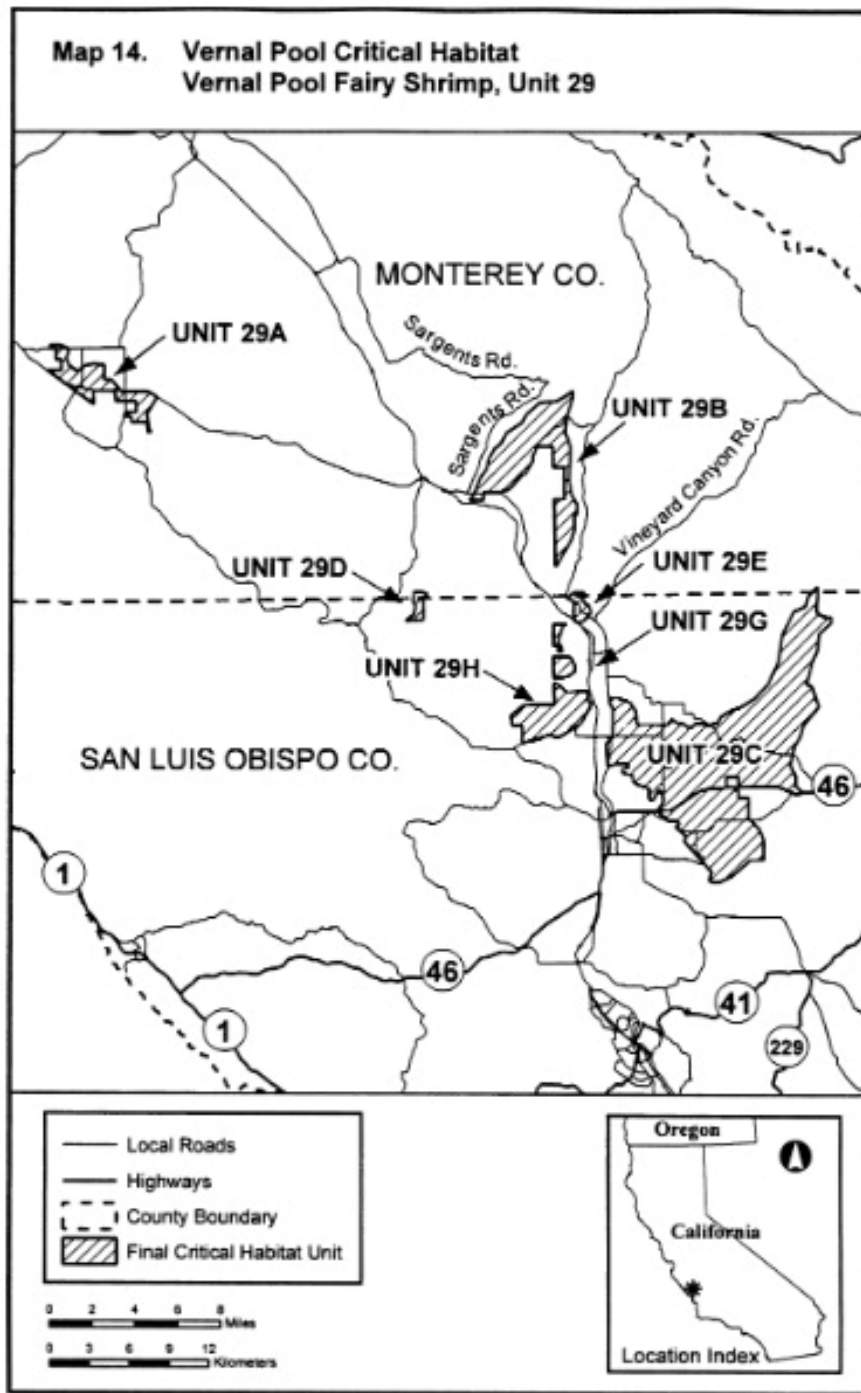 Map 14. Vernal Pool Critical Habitat
Vernal Pool Fairy Shrimp, Unit 29
MONTEREY CO.
UNIT 29A
Sargents Rd.
Sargents Rd.
UNIT 29B
Vineyard Canyon Rd.
UNIT 29D
UNIT 29E
UNIT 29G
UNIT 29H
UNIT 29C
SAN LUIS OBISPO CO.
46
1
46
41
1
229
Local Roads
Highways
County Boundary
Final Critical Habitat Unit
0 2 4 6 8
Miles
0 3 6 9 12
Kilometers
Oregon
California
Location Index